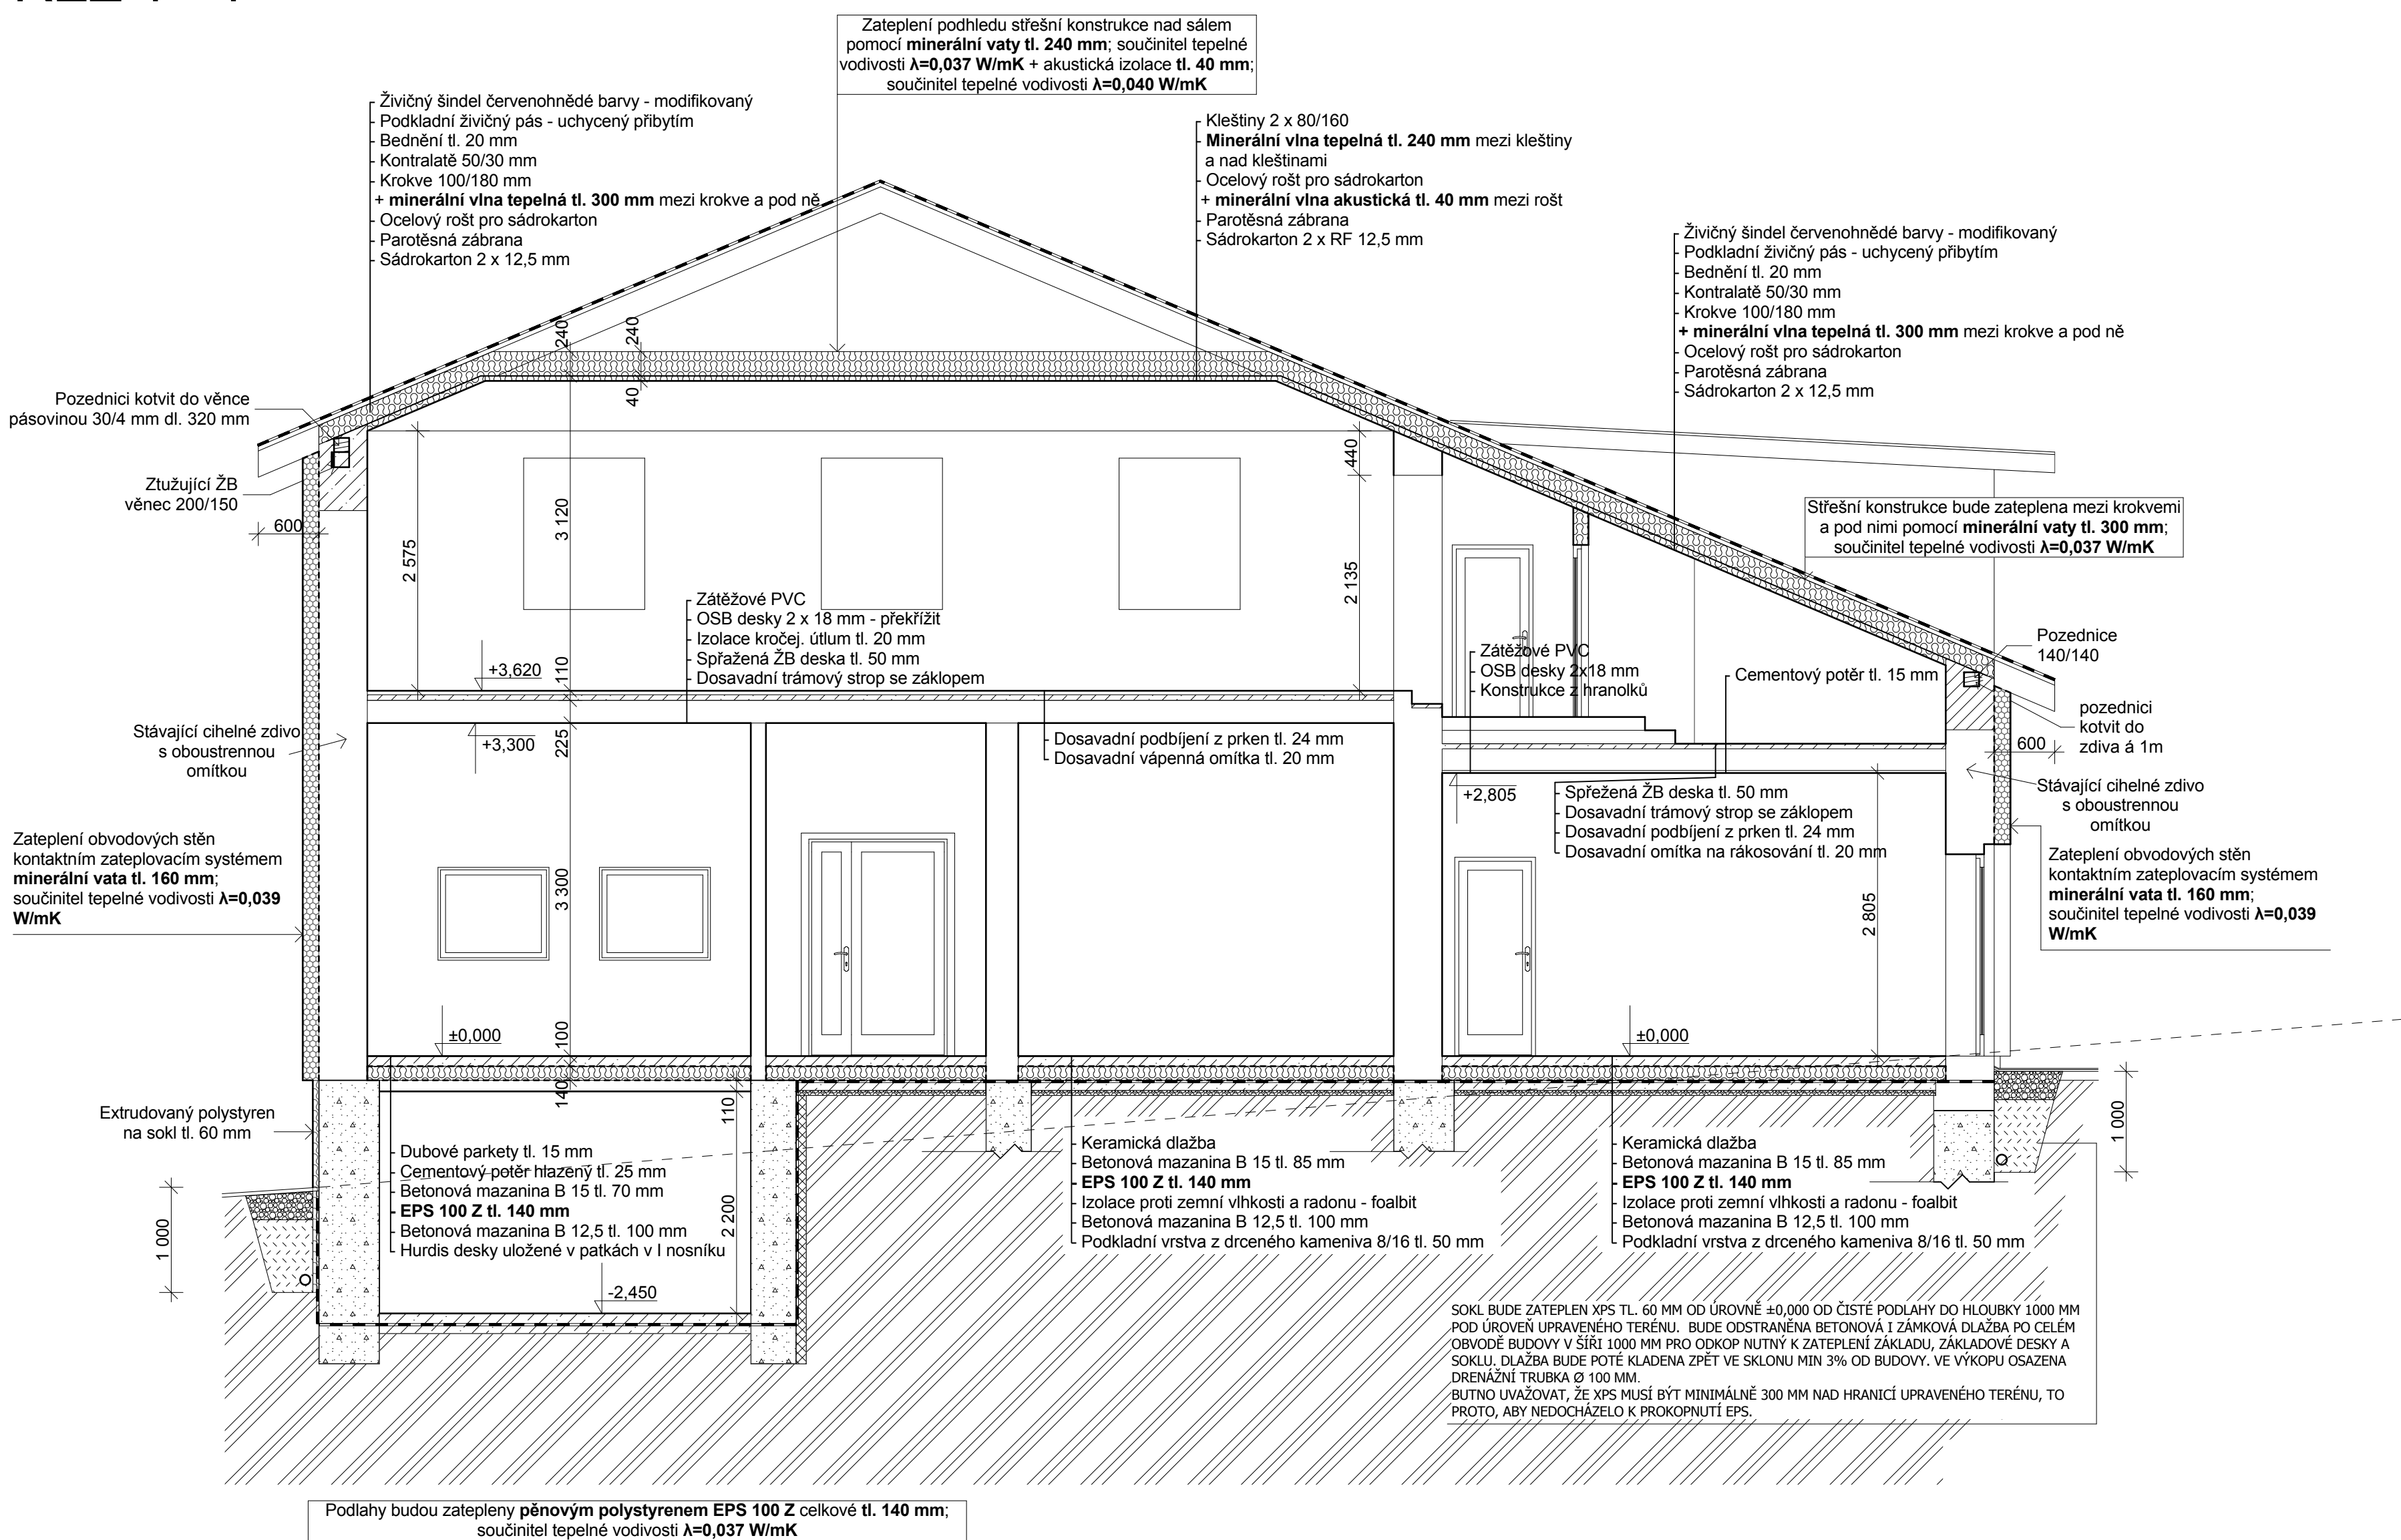 Zateplení podhledu střešní konstrukce nad sálem
pomocí minerální vaty tl. 240 mm; součinitel tepelné
vodivosti λ=0,037 W/mK + akustická izolace tl. 40 mm;
součinitel tepelné vodivosti λ=0,040 W/mK
Živičný šindel červenohnědé barvy - modifikovaný
Podkladní živičný pás - uchycený přibytím
Bednění tl. 20 mm
Kontralatě 50/30 mm
Krokve 100/180 mm
+ minerální vlna tepelná tl. 300 mm mezi krokve a pod ně
Ocelový rošt pro sádrokarton
Parotěsná zábrana
Sádrokarton 2 x 12,5 mm
Kleštiny 2 x 80/160
Minerální vlna tepelná tl. 240 mm mezi kleštiny
a nad kleštinami
Ocelový rošt pro sádrokarton
+ minerální vlna akustická tl. 40 mm mezi rošt
Parotěsná zábrana
Sádrokarton 2 x RF 12,5 mm
Živičný šindel červenohnědé barvy - modifikovaný
Podkladní živičný pás - uchycený přibytím
Bednění tl. 20 mm
Kontralatě 50/30 mm
Krokve 100/180 mm
+ minerální vlna tepelná tl. 300 mm mezi krokve a pod ně
Ocelový rošt pro sádrokarton
Parotěsná zábrana
Sádrokarton 2 x 12,5 mm
240
240
40
Pozednici kotvit do věnce
pásovinou 30/4 mm dl. 320 mm
Ztužující ŽB
věnec 200/150
600
2 575
3 120
440
2 135
Střešní konstrukce bude zateplena mezi krokvemi
a pod nimi pomocí minerální vaty tl. 300 mm;
součinitel tepelné vodivosti λ=0,037 W/mK
Zátěžové PVC
OSB desky 2 x 18 mm - překřížit
Izolace kročej. útlum tl. 20 mm
Spřažená ŽB deska tl. 50 mm
Dosavadní trámový strop se záklopem
+3,620
110
Zátěžové PVC
OSB desky 2x18 mm
Konstrukce z hranolků
Cementový potěr tl. 15 mm
Pozednice
140/140
pozednici
kotvit do
zdiva á 1m
600
Stávající cihelné zdivo
s oboustrennou
omítkou
+3,300
225
Dosavadní podbíjení z prken tl. 24 mm
Dosavadní vápenná omítka tl. 20 mm
+2,805
Spřežená ŽB deska tl. 50 mm
Dosavadní trámový strop se záklopem
Dosavadní podbíjení z prken tl. 24 mm
Dosavadní omítka na rákosování tl. 20 mm
Stávající cihelné zdivo
s oboustrennou
omítkou
Zateplení obvodových stěn
kontaktním zateplovacím systémem
minerální vata tl. 160 mm;
součinitel tepelné vodivosti λ=0,039
W/mK
3 300
2 805
Zateplení obvodových stěn
kontaktním zateplovacím systémem
minerální vata tl. 160 mm;
součinitel tepelné vodivosti λ=0,039
W/mK
±0,000
100
±0,000
140
110
Extrudovaný polystyren
na sokl tl. 60 mm
1 000
Dubové parkety tl. 15 mm
Cementový potěr hlazený tl. 25 mm
Betonová mazanina B 15 tl. 70 mm
EPS 100 Z tl. 140 mm
Betonová mazanina B 12,5 tl. 100 mm
Hurdis desky uložené v patkách v I nosníku
2 200
-2,450
Keramická dlažba
Betonová mazanina B 15 tl. 85 mm
EPS 100 Z tl. 140 mm
Izolace proti zemní vlhkosti a radonu - foalbit
Betonová mazanina B 12,5 tl. 100 mm
Podkladní vrstva z drceného kameniva 8/16 tl. 50 mm
Keramická dlažba
Betonová mazanina B 15 tl. 85 mm
EPS 100 Z tl. 140 mm
Izolace proti zemní vlhkosti a radonu - foalbit
Betonová mazanina B 12,5 tl. 100 mm
Podkladní vrstva z drceného kameniva 8/16 tl. 50 mm
1 000
SOKL BUDE ZATEPLEN XPS TL. 60 MM OD ÚROVNĚ ±0,000 OD ČISTÉ PODLAHY DO HLOUBKY 1000 MM
POD ÚROVEŇ UPRAVENÉHO TERÉNU. BUDE ODSTRANĚNA BETONOVÁ I ZÁMKOVÁ DLAŽBA PO CELÉM
OBVODĚ BUDOVY V ŠÍŘI 1000 MM PRO ODKOP NUTNÝ K ZATEPLENÍ ZÁKLADU, ZÁKLADOVÉ DESKY A
SOKLU. DLAŽBA BUDE POTÉ KLADENA ZPĚT VE SKLONU MIN 3% OD BUDOVY. VE VÝKOPU OSAZENA
DRENÁŽNÍ TRUBKA Ø 100 MM.
BUTNO UVAŽOVAT, ŽE XPS MUSÍ BÝT MINIMÁLNĚ 300 MM NAD HRANICÍ UPRAVENÉHO TERÉNU, TO
PROTO, ABY NEDOCHÁZELO K PROKOPNUTÍ EPS.
Podlahy budou zatepleny pěnovým polystyrenem EPS 100 Z celkové tl. 140 mm;
součinitel tepelné vodivosti λ=0,037 W/mK